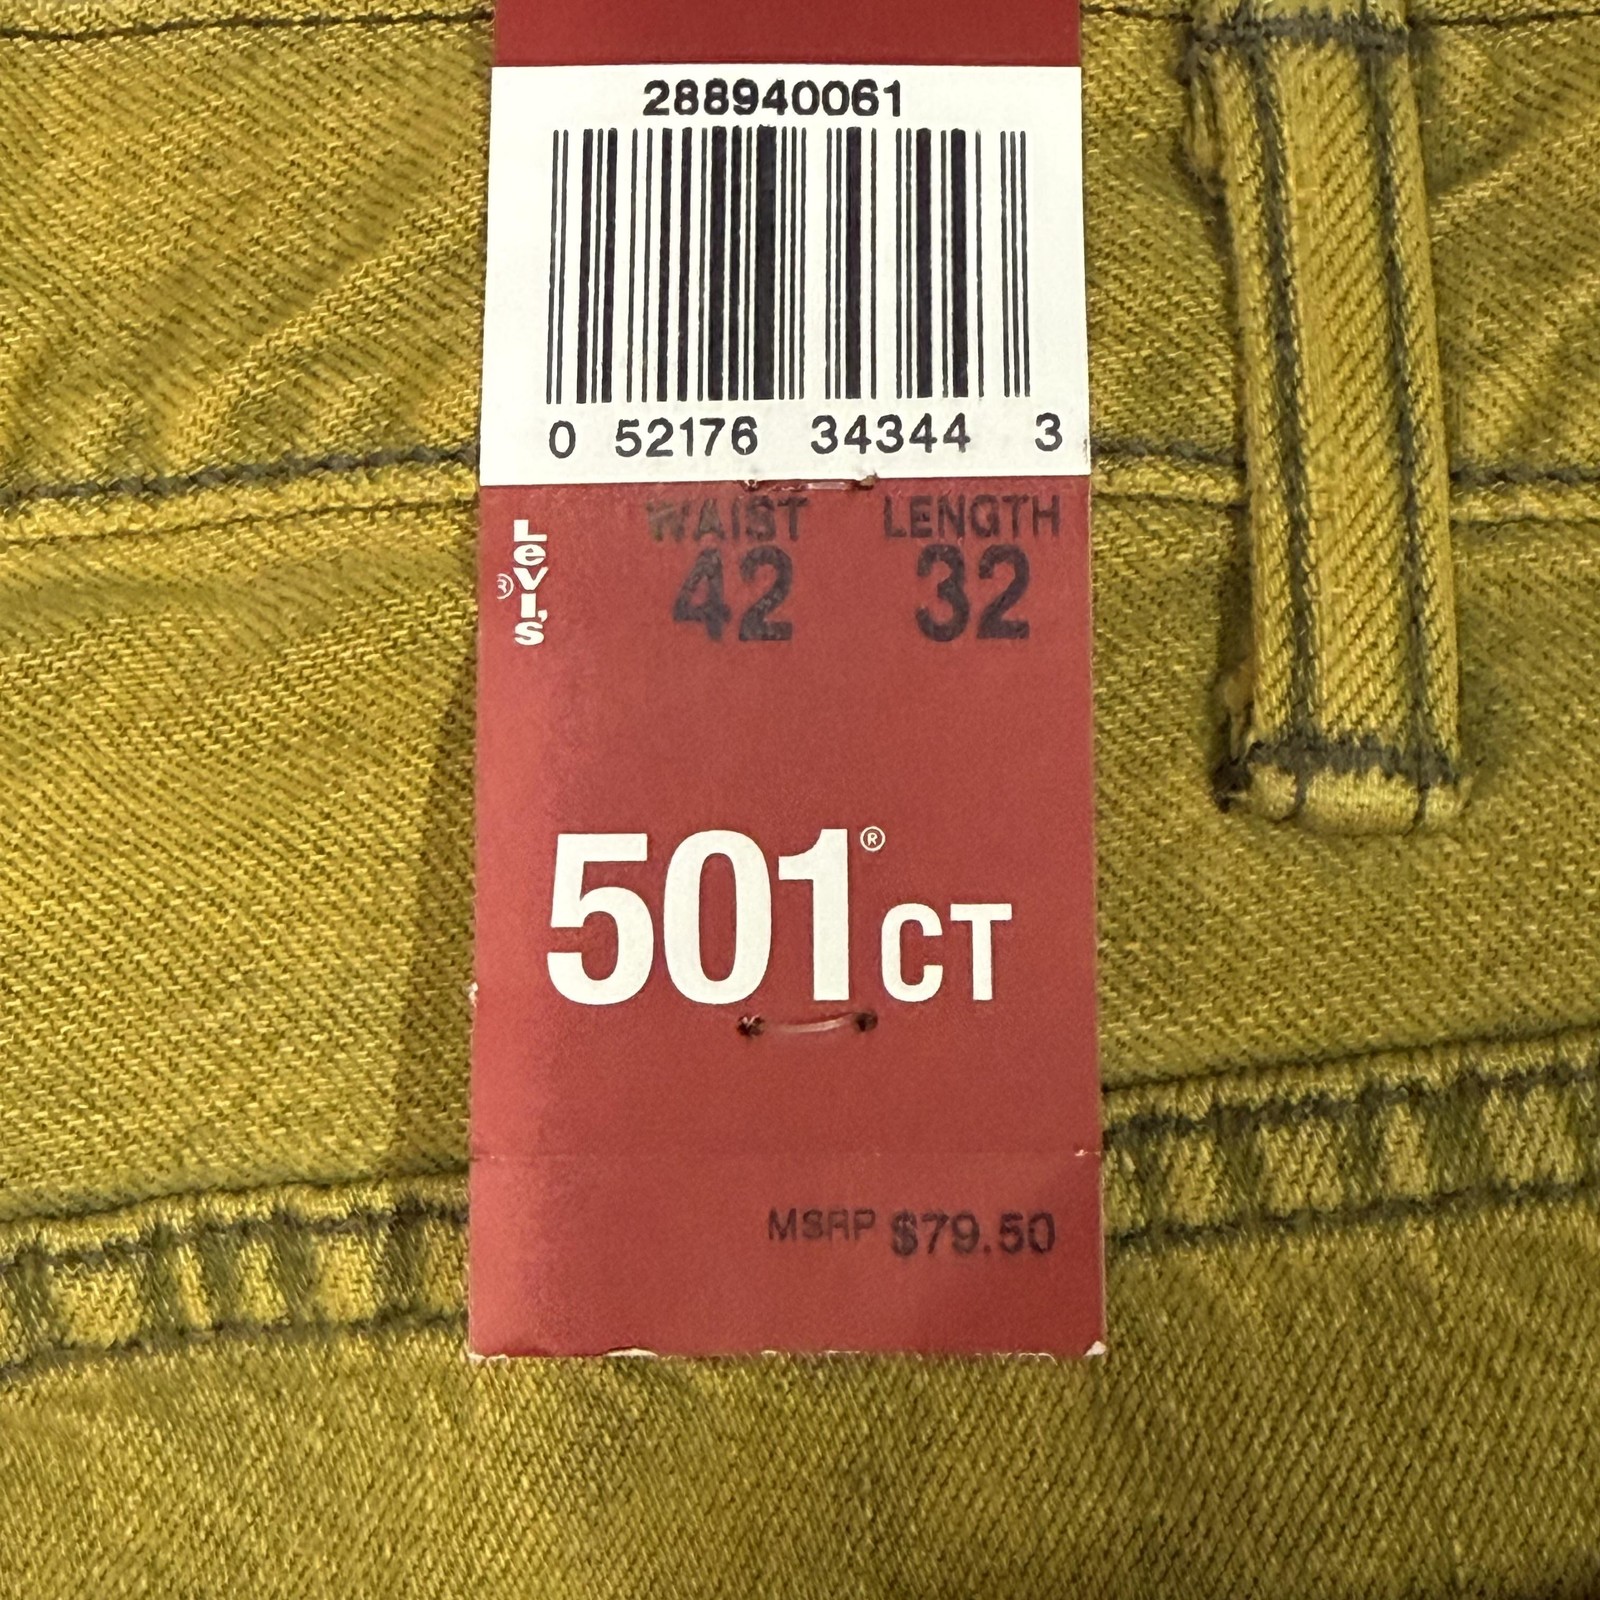 288940061
0 52176 34344 3
WAIST LENGTH
42 32
Levi's ®
501® CT
MSRP $79.50